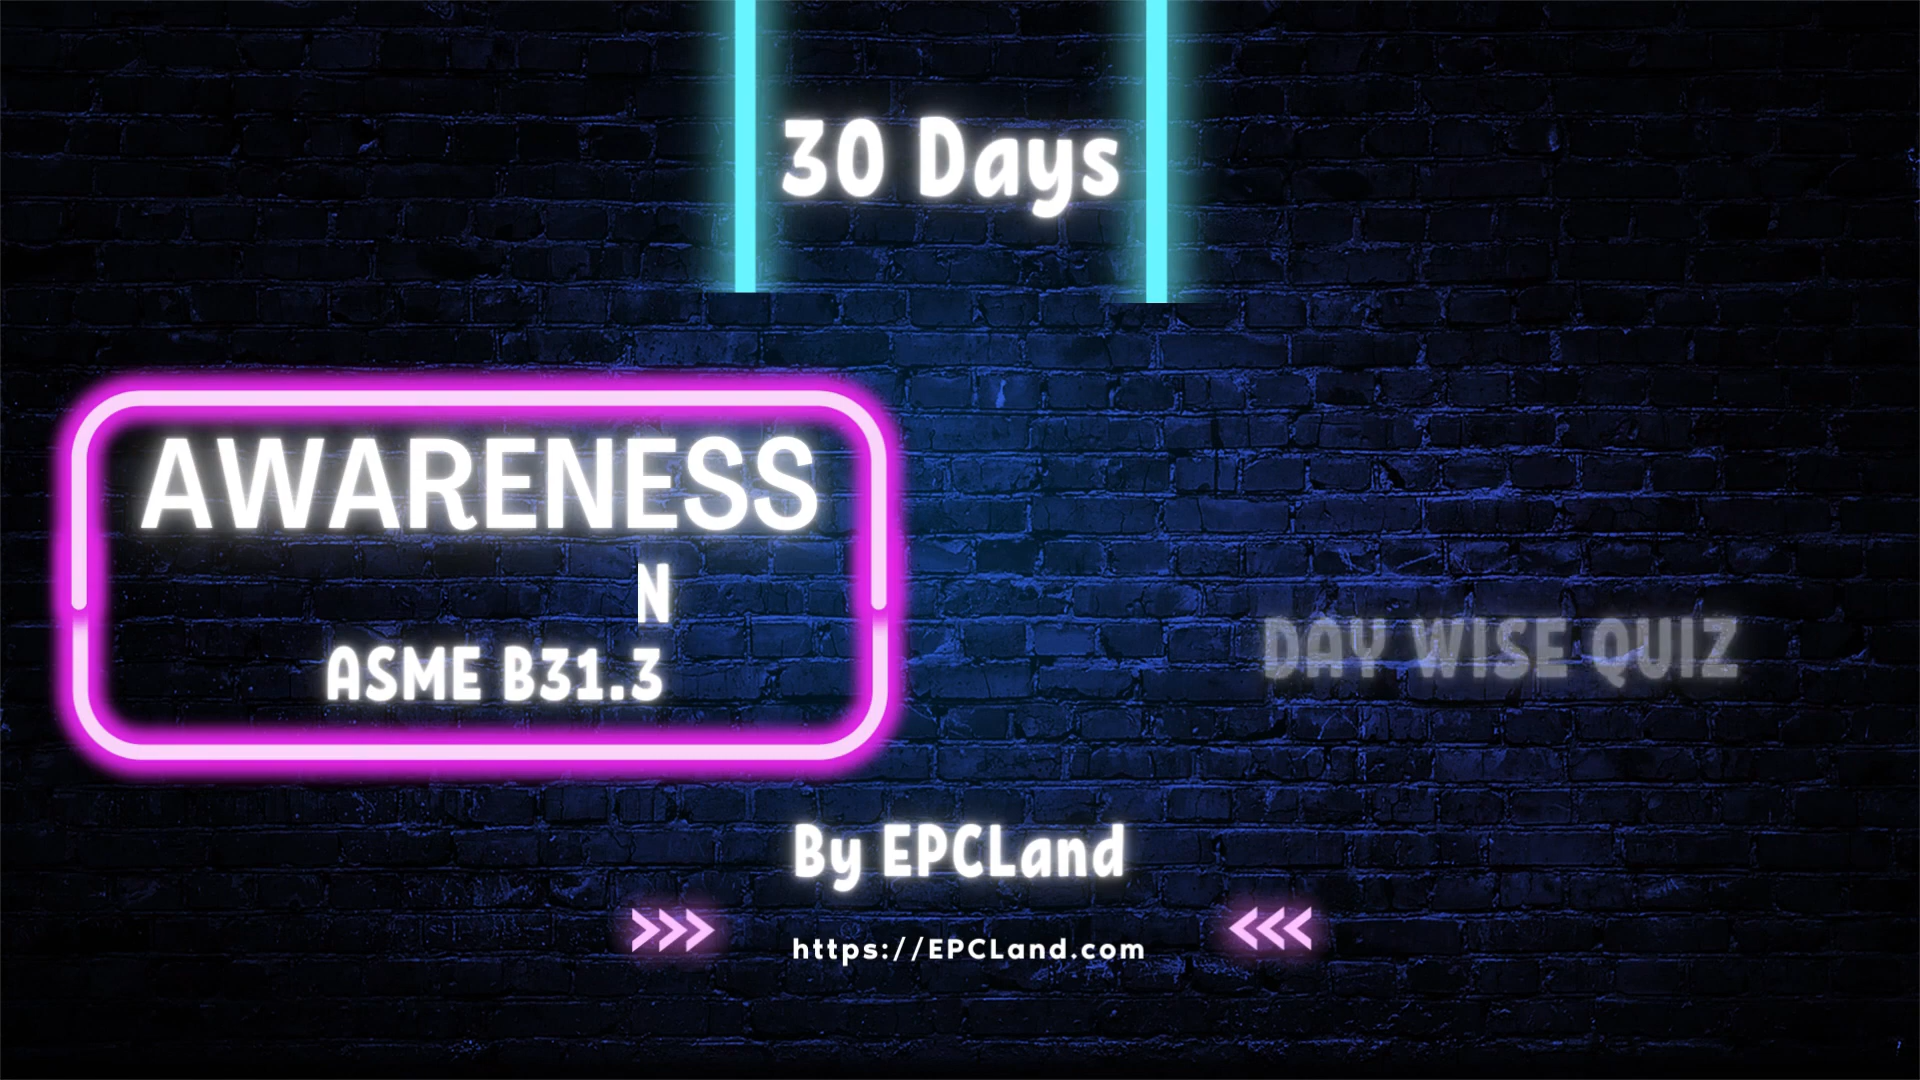 30 Days
AWARENESS
N
ASME B31.3
DAY WISE QUIZ
By EPCLand
https://EPCLand.com